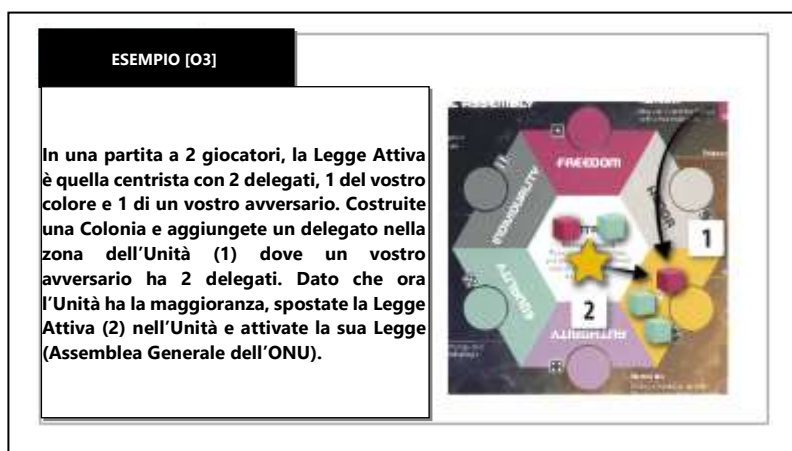 ESEMPIO [O3]
In una partita a 2 giocatori, la Legge Attiva
è quella centrista con 2 delegati, 1 del vostro
colore e 1 di un vostro avversario. Costruite
una Colonia e aggiungete un delegato nella
zona dell’Unità (1) dove un vostro
avversario ha 2 delegati. Dato che ora
l’Unità ha la maggioranza, spostate la Legge
Attiva (2) nell’Unità e attivate la sua Legge
(Assemblea Generale dell’ONU).
FREEDOM
INDIVIDUALITY
EQUALITY
AUTHORITY
1
2